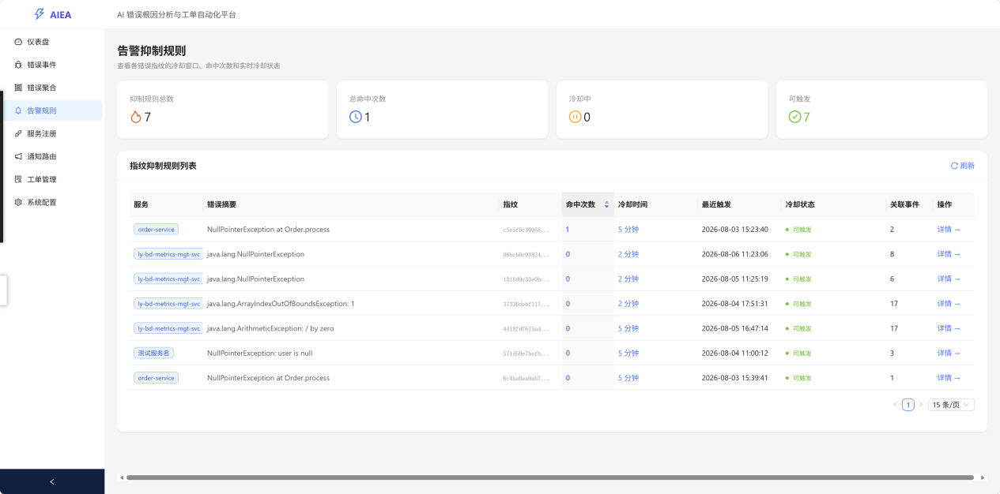 AIEA
AI 错误根因分析与工单自动化平台
仪表盘
错误事件
错误聚合
告警规则
服务注册
通知路由
工单管理
系统配置
告警抑制规则
查看各错误指纹的冷却窗口、命中次数和实时冷却状态
抑制规则总数
7
总命中次数
1
冷却中
0
可触发
7
指纹抑制规则列表
刷新
服务 错误摘要 指纹 命中次数 冷却时间 最近触发 冷却状态 关联事件 操作
order-service NullPointerException at Order.process c5e5f0c30958... 1 5 分钟 2026-08-03 15:23:40 可触发 2 详情 →
ly-bd-metrics-mgt-svc java.lang.NullPointerException 06bcb0c03874... 0 2 分钟 2026-08-06 11:23:06 可触发 8 详情 →
ly-bd-metrics-mgt-svc java.lang.NullPointerException 1318d9c33e0b... 0 2 分钟 2026-08-05 11:25:19 可触发 6 详情 →
ly-bd-metrics-mgt-svc java.lang.ArrayIndexOutOfBoundsException: 1 37336debf117... 0 2 分钟 2026-08-04 17:51:31 可触发 17 详情 →
ly-bd-metrics-mgt-svc java.lang.ArithmeticException: / by zero 4418fdf615ad... 0 5 分钟 2026-08-05 16:47:14 可触发 17 详情 →
测试服务名 NullPointerException: user is null 571d50e7befb... 0 5 分钟 2026-08-04 11:00:12 可触发 3 详情 →
order-service NullPointerException at Order.process 6c4ba0ea9ab7... 0 5 分钟 2026-08-03 15:39:41 可触发 1 详情 →
1 15 条/页